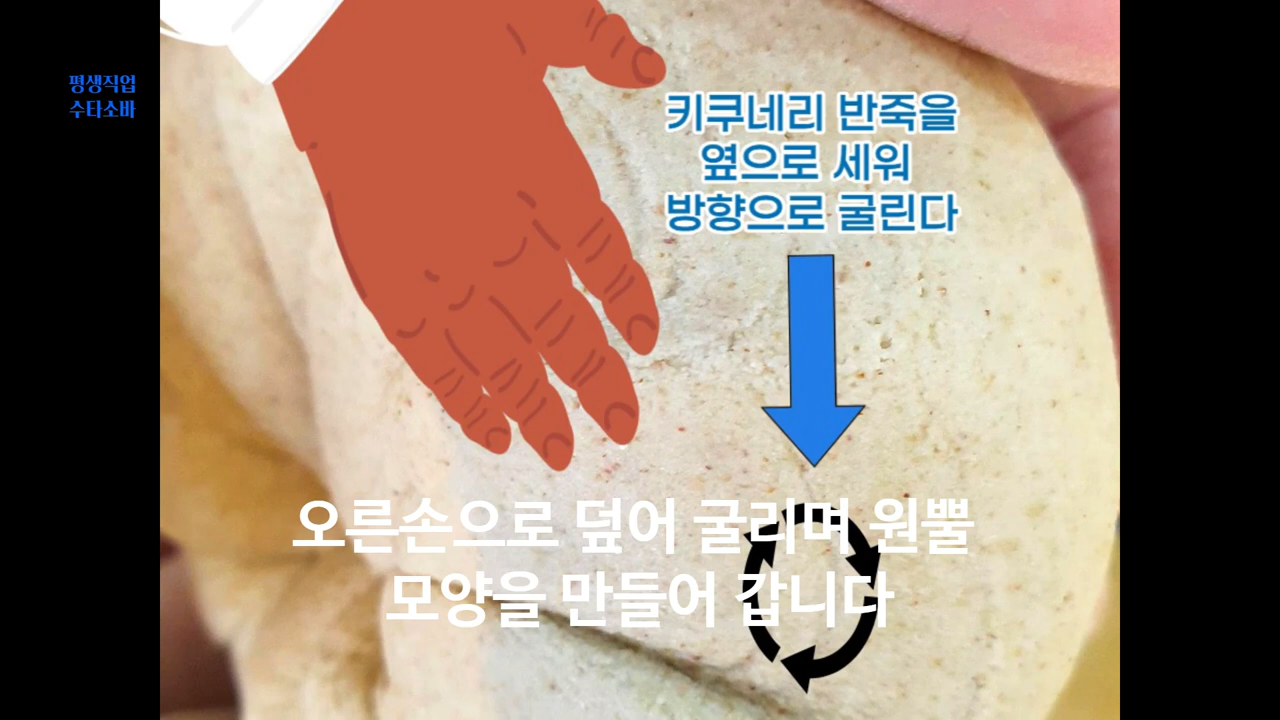 평생직업
수타소바
키쿠네리 반죽을
옆으로 세워
방향으로 굴린다
오른손으로 덮어 굴리며 원뿔
모양을 만들어 갑니다